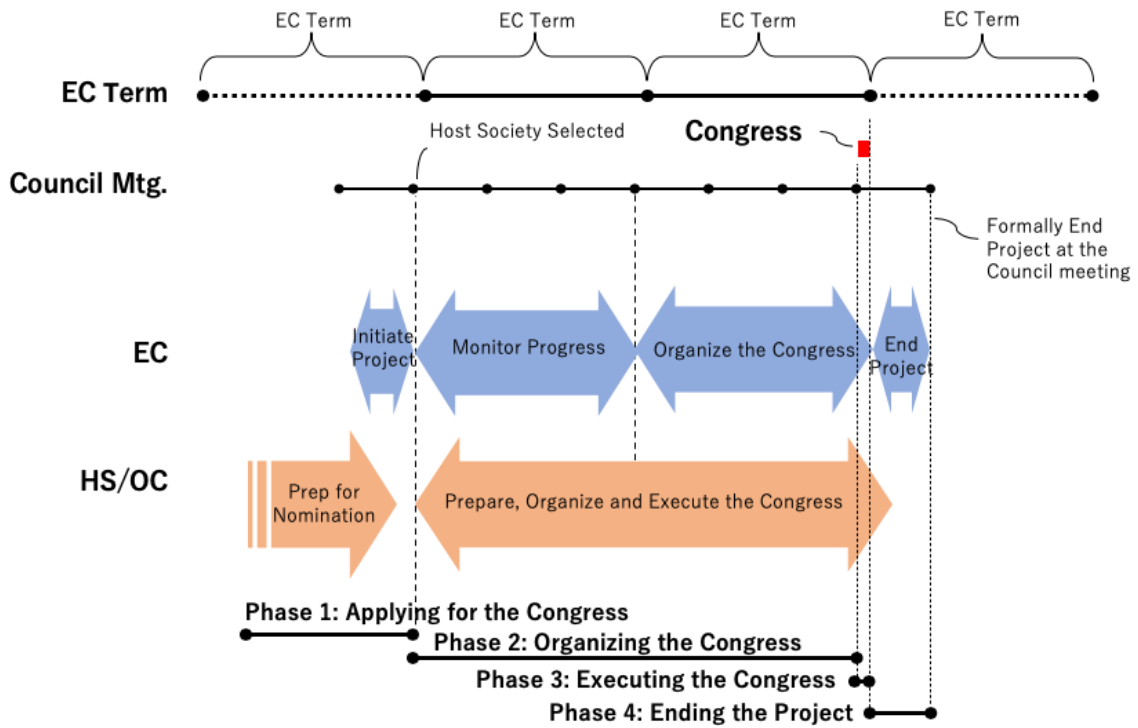 EC Term
EC Term
EC Term
EC Term
EC Term
Host Society Selected
Congress
Council Mtg.
Formally End
Project at the
Council meeting
EC
Initiate
Project
Monitor Progress
Organize the Congress
End
Project
HS/OC
Prep for
Nomination
Prepare, Organize and Execute the Congress
Phase 1: Applying for the Congress
Phase 2: Organizing the Congress
Phase 3: Executing the Congress
Phase 4: Ending the Project